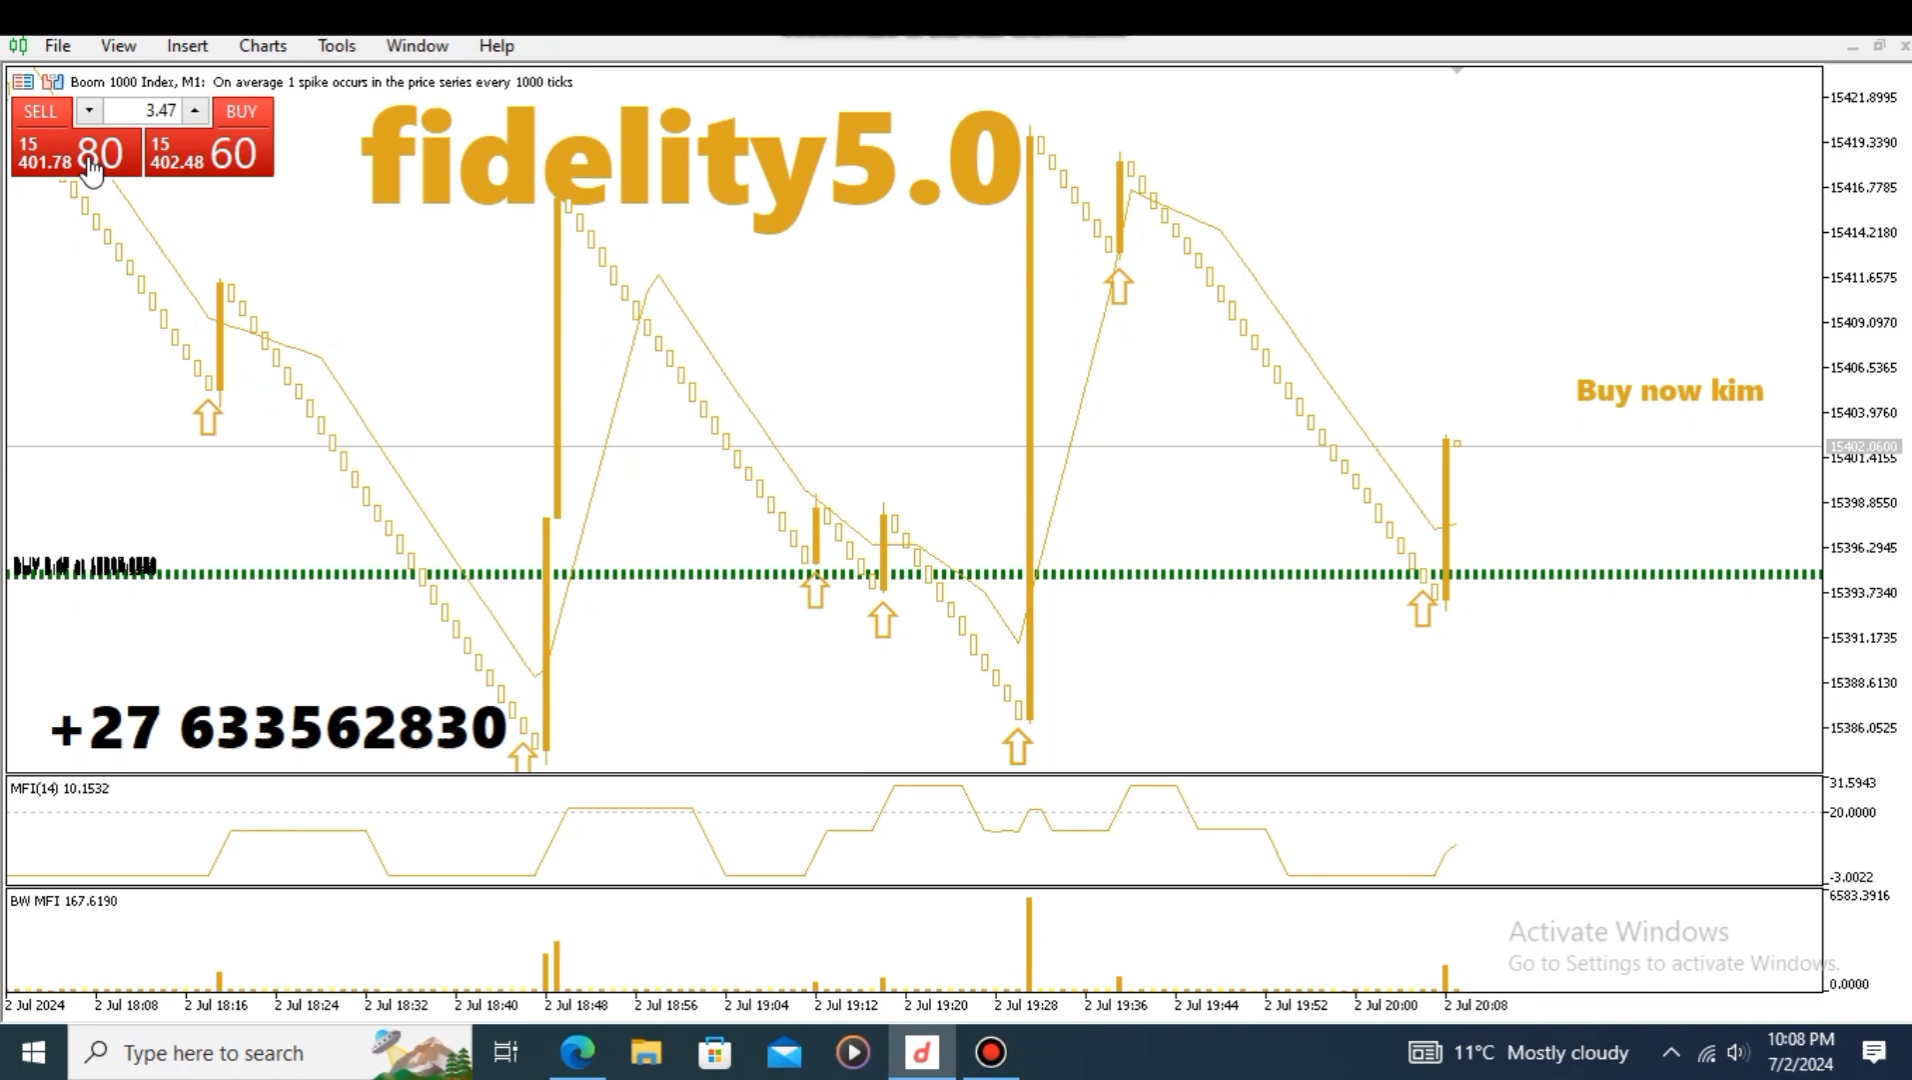 File View Insert Charts Tools Window Help
Boom 1000 Index, M1: On average 1 spike occurs in the price series every 1000 ticks
SELL 3.47 BUY
15 401.78 80 15 402.48 60
fidelity5.0
Buy now kim
+27 633562830
15421.8995
15419.3390
15416.7785
15414.2180
15411.6575
15409.0970
15406.5365
15403.9760
15402.0600
15401.4155
15398.8550
15396.2945
15393.7340
15391.1735
15388.6130
15386.0525
MFI(14) 10.1532
31.5943
20.0000
-3.0022
BW MFI 167.6190
6583.3916
0.0000
Activate Windows
Go to Settings to activate Windows.
2 Jul 2024 2 Jul 18:08 2 Jul 18:16 2 Jul 18:24 2 Jul 18:32 2 Jul 18:40 2 Jul 18:48 2 Jul 18:56 2 Jul 19:04 2 Jul 19:12 2 Jul 19:20 2 Jul 19:28 2 Jul 19:36 2 Jul 19:44 2 Jul 19:52 2 Jul 20:00 2 Jul 20:08
Type here to search
11°C Mostly cloudy
10:08 PM
7/2/2024